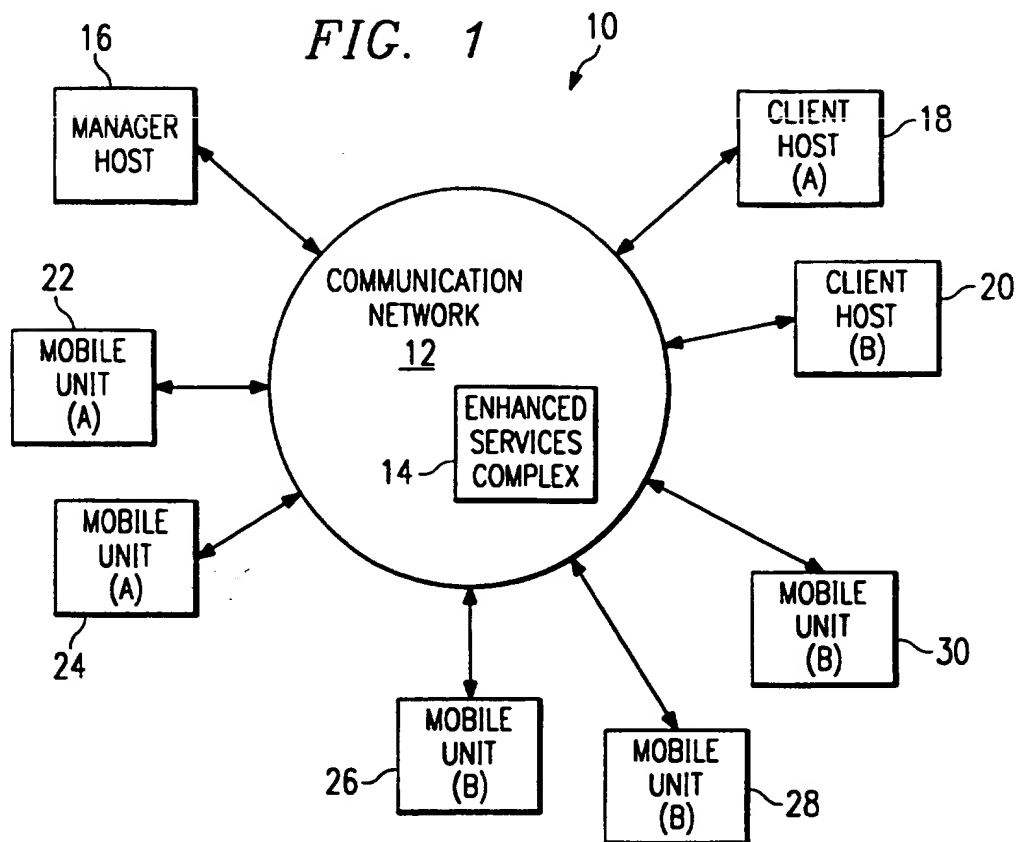 FIG. 1
10
16
MANAGER
HOST
CLIENT
HOST
(A)
18
COMMUNICATION
NETWORK
12
CLIENT
HOST
(B)
20
22
MOBILE
UNIT
(A)
ENHANCED
SERVICES
COMPLEX
14
MOBILE
UNIT
(A)
24
MOBILE
UNIT
(B)
30
MOBILE
UNIT
(B)
26
MOBILE
UNIT
(B)
28